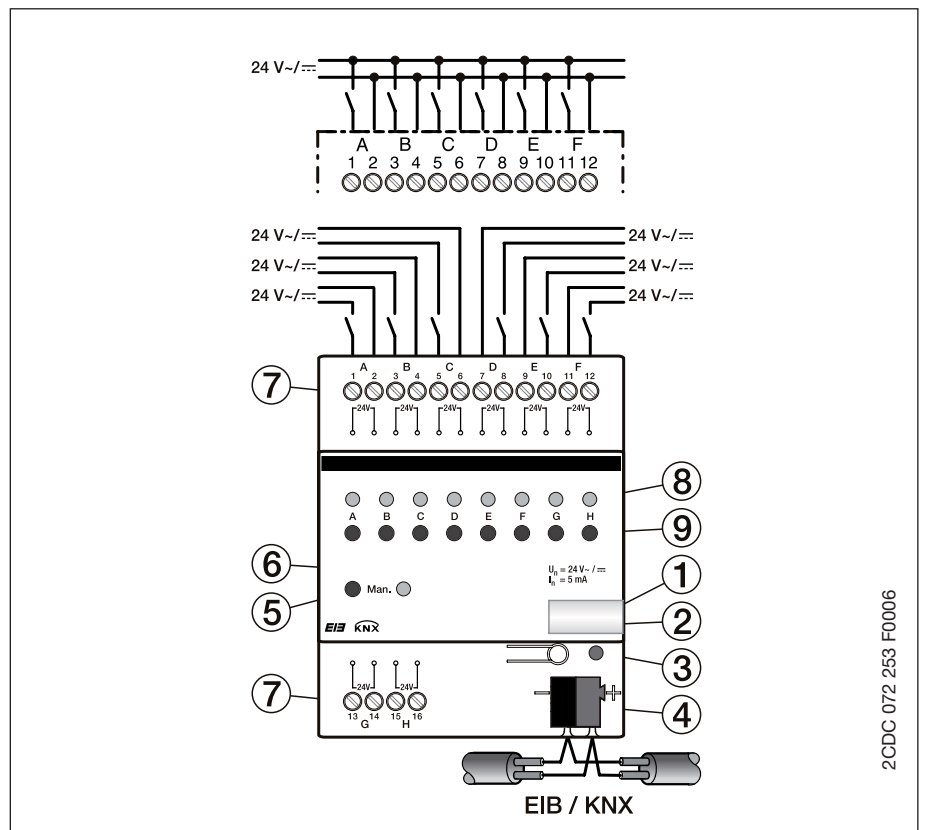 24 V~/⎓
A B C D E F
1 2 3 4 5 6 7 8 9 10 11 12
24 V~/⎓ 24 V~/⎓
24 V~/⎓ 24 V~/⎓
24 V~/⎓ 24 V~/⎓
A B C D E F
1 2 3 4 5 6 7 8 9 10 11 12
7
24V 24V 24V 24V 24V 24V
8
A B C D E F G H
9
6
Un = 24 V~ / ⎓
In = 5 mA
1
Man.
5
2
EIB KNX
3
24V 24V
7
13 14 15 16
G H
– +
4
EIB / KNX
2CDC 072 253 F0006